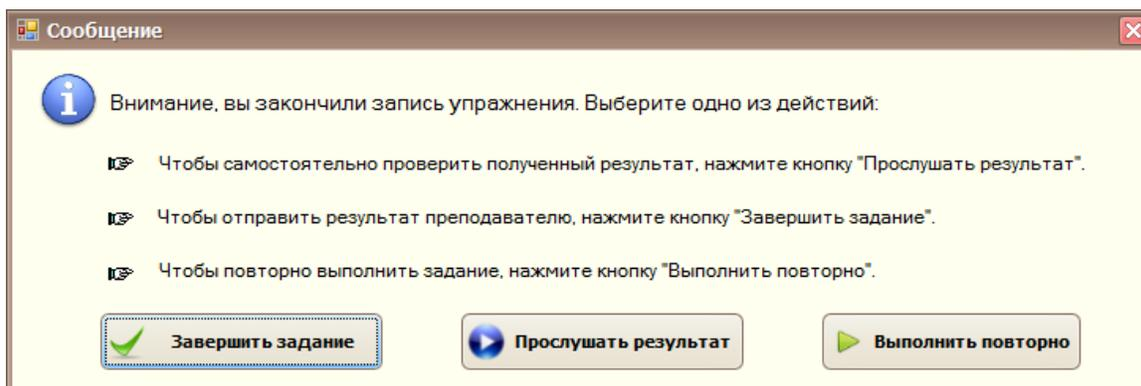 Сообщение
Внимание, вы закончили запись упражнения. Выберите одно из действий:
Чтобы самостоятельно проверить полученный результат, нажмите кнопку "Прослушать результат".
Чтобы отправить результат преподавателю, нажмите кнопку "Завершить задание".
Чтобы повторно выполнить задание, нажмите кнопку "Выполнить повторно".
Завершить задание Прослушать результат Выполнить повторно